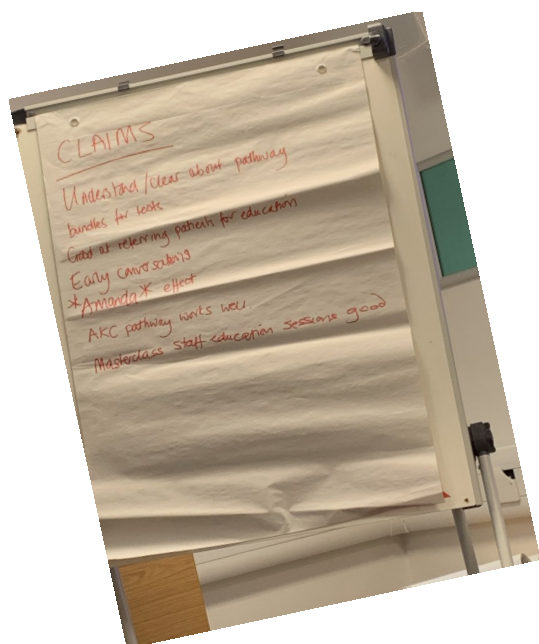 CLAIMS
Understand/clear about pathway
bundles for
Good at referring patients for education
Early conversations
*Amanda* effect
AKC pathway works well
Masterclass staff education sessions good